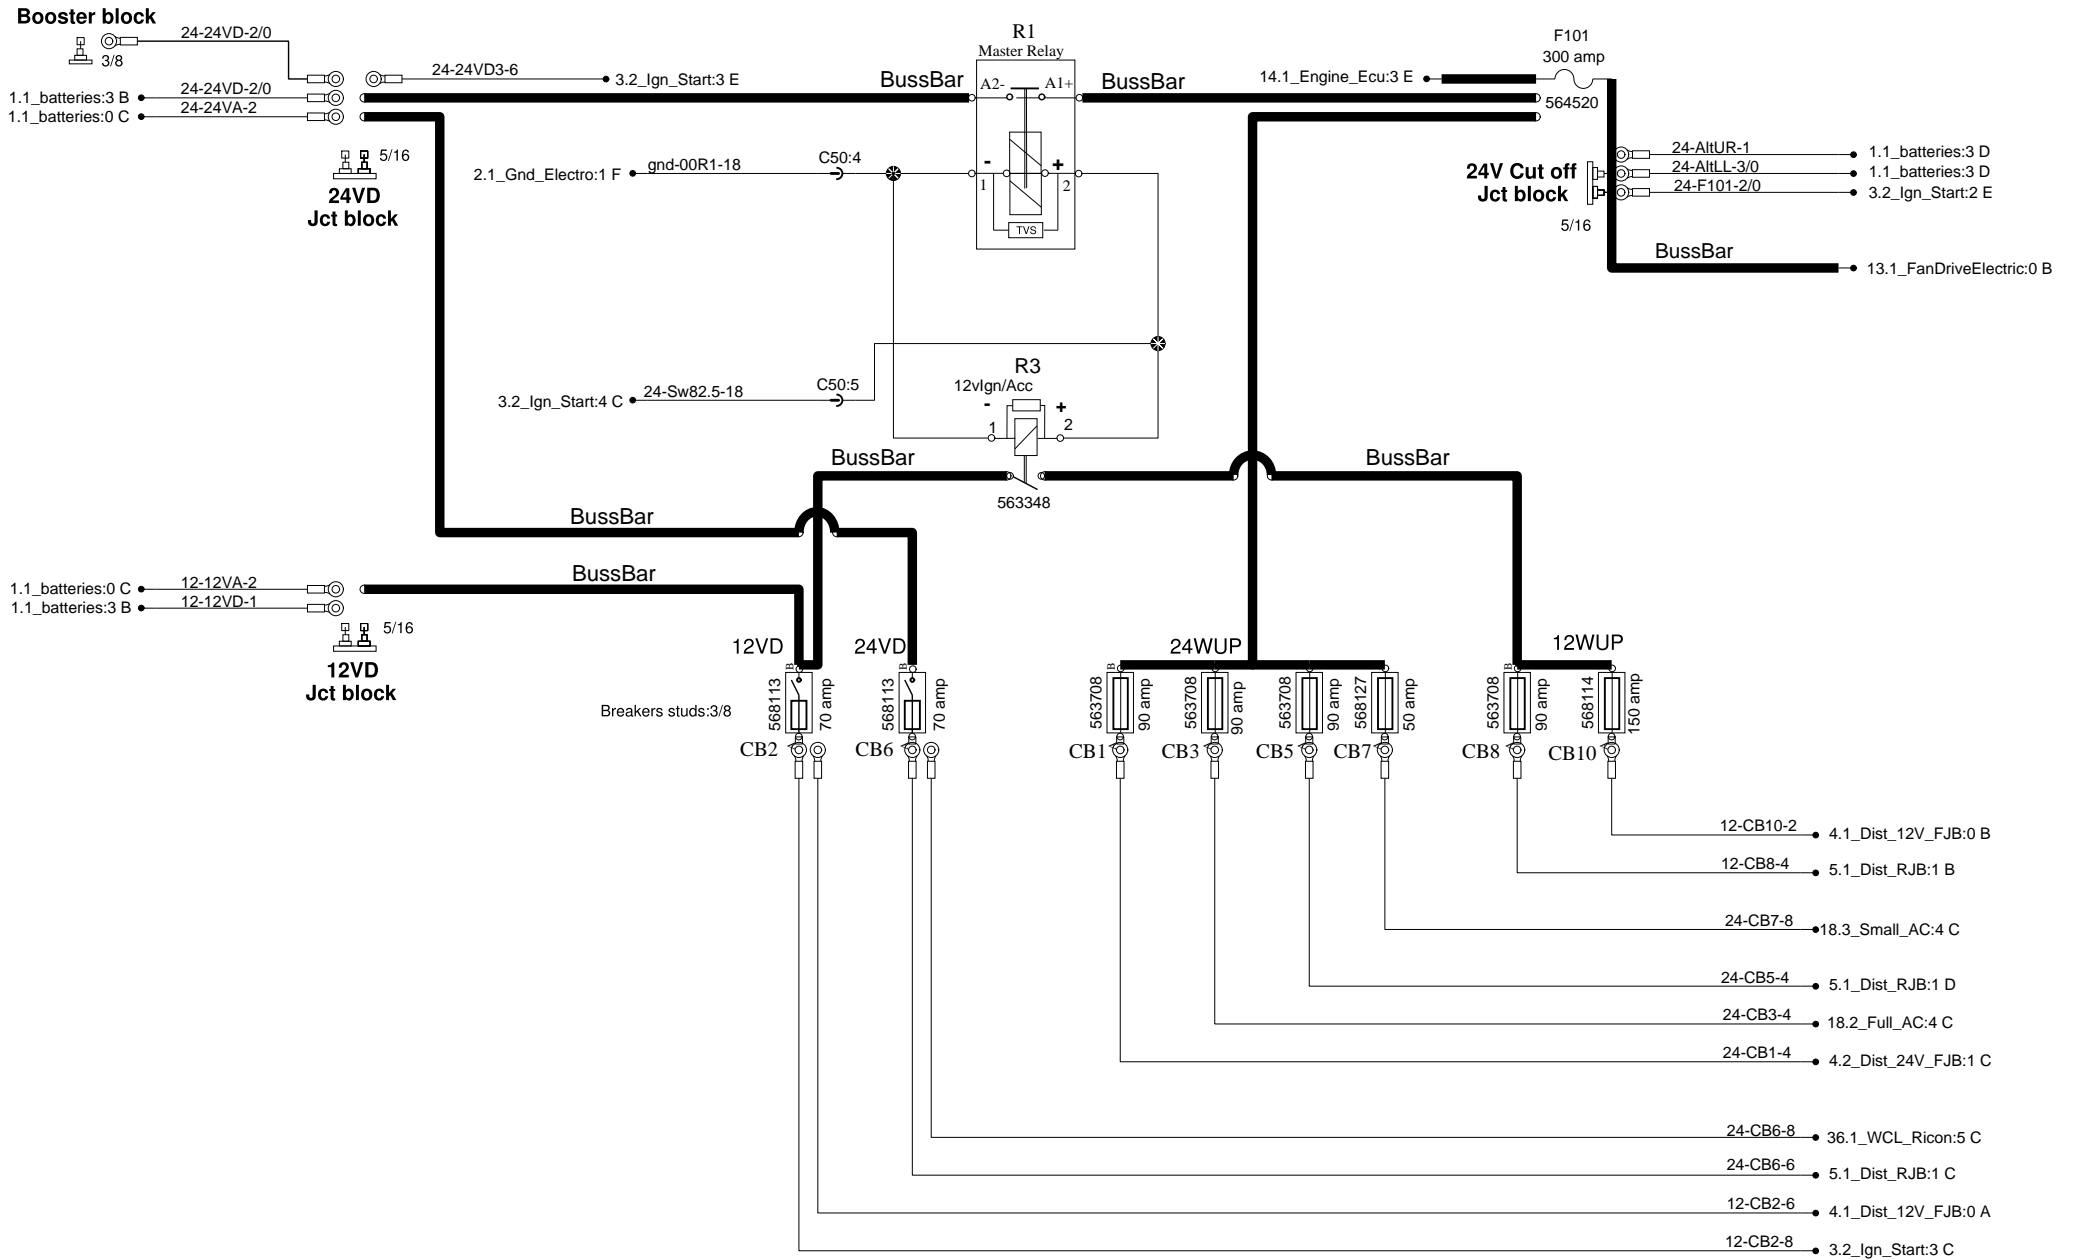 Booster block
24-24VD-2/0
3/8
24-24VD3-6
3.2_Ign_Start:3 E
1.1_batteries:3 B
24-24VD-2/0
1.1_batteries:0 C
24-24VA-2
5/16
24VD
Jct block
BussBar
R1
Master Relay
A2-
A1+
BussBar
14.1_Engine_Ecu:3 E
F101
300 amp
564520
2.1_Gnd_Electro:1 F
gnd-00R1-18
C50:4
-
+
1
2
TVS
24V Cut off
Jct block
5/16
24-AltUR-1
1.1_batteries:3 D
24-AltLL-3/0
1.1_batteries:3 D
24-F101-2/0
3.2_Ign_Start:2 E
BussBar
13.1_FanDriveElectric:0 B
3.2_Ign_Start:4 C
24-Sw82.5-18
C50:5
R3
12vIgn/Acc
-
+
1
2
563348
BussBar
BussBar
BussBar
1.1_batteries:0 C
12-12VA-2
1.1_batteries:3 B
12-12VD-1
BussBar
5/16
12VD
Jct block
12VD
24VD
24WUP
12WUP
Breakers studs:3/8
B
568113
70 amp
CB2
B
568113
70 amp
CB6
B
563708
90 amp
CB1
563708
90 amp
CB3
563708
90 amp
CB5
568127
50 amp
CB7
B
563708
90 amp
CB8
568114
150 amp
CB10
12-CB10-2
4.1_Dist_12V_FJB:0 B
12-CB8-4
5.1_Dist_RJB:1 B
24-CB7-8
18.3_Small_AC:4 C
24-CB5-4
5.1_Dist_RJB:1 D
24-CB3-4
18.2_Full_AC:4 C
24-CB1-4
4.2_Dist_24V_FJB:1 C
24-CB6-8
36.1_WCL_Ricon:5 C
24-CB6-6
5.1_Dist_RJB:1 C
12-CB2-6
4.1_Dist_12V_FJB:0 A
12-CB2-8
3.2_Ign_Start:3 C